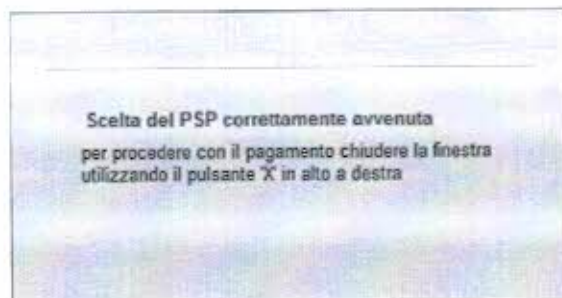 Scelta del PSP correttamente avvenuta
per procedere con il pagamento chiudere la finestra
utilizzando il pulsante 'X' in alto a destra